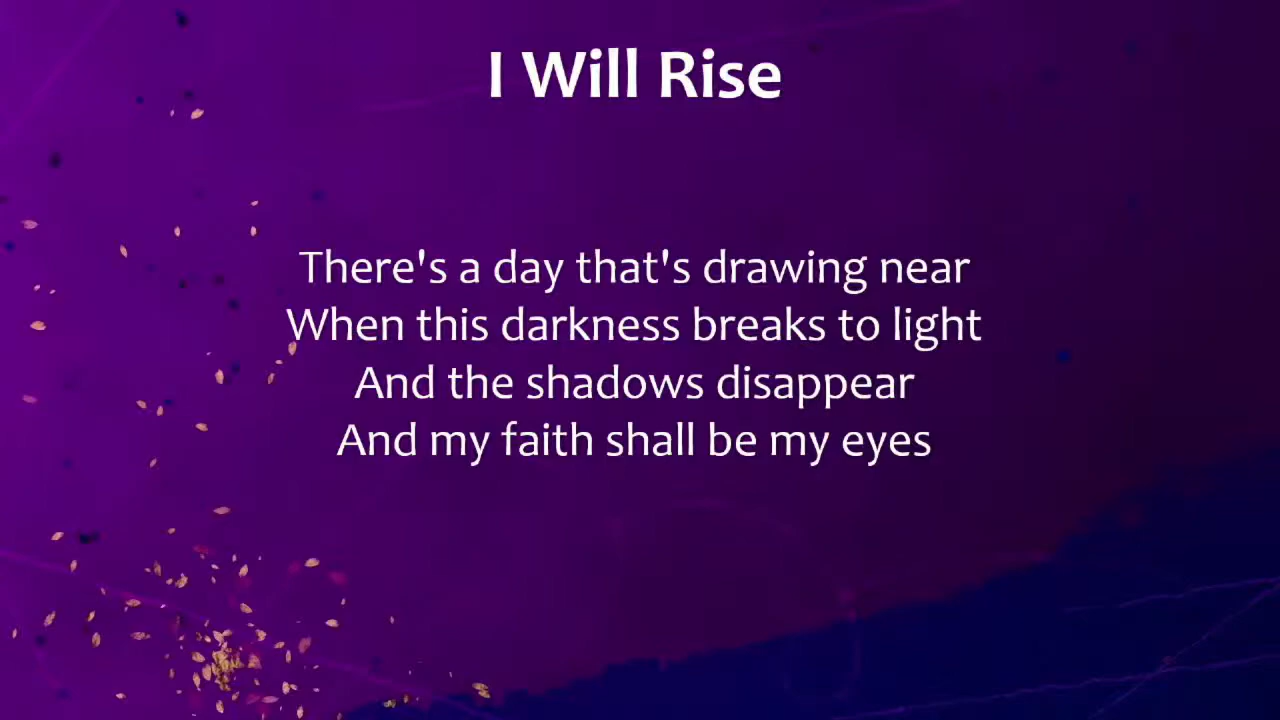 I Will Rise
There's a day that's drawing near
When this darkness breaks to light
And the shadows disappear
And my faith shall be my eyes